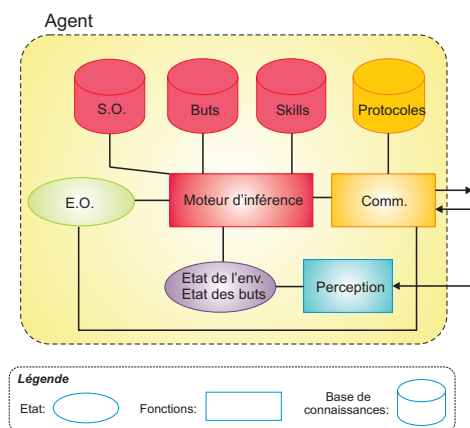 Agent
S.O.
Buts
Skills
Protocoles
E.O.
Moteur d'inférence
Comm.
Etat de l'env.
Etat des buts
Perception
Légende
Etat:
Fonctions:
Base de
connaissances: